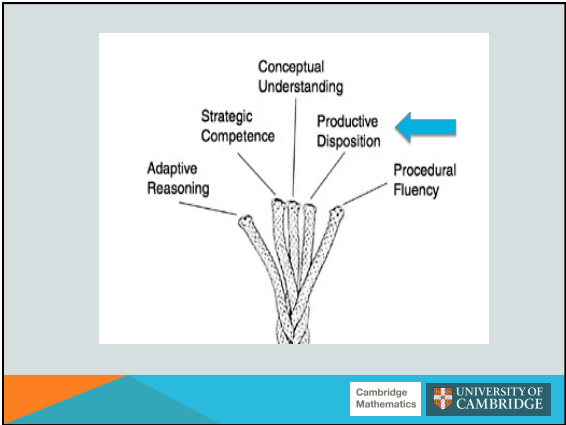 Conceptual
Understanding
Strategic
Competence
Productive
Disposition
Adaptive
Reasoning
Procedural
Fluency
Cambridge
Mathematics
UNIVERSITY OF
CAMBRIDGE